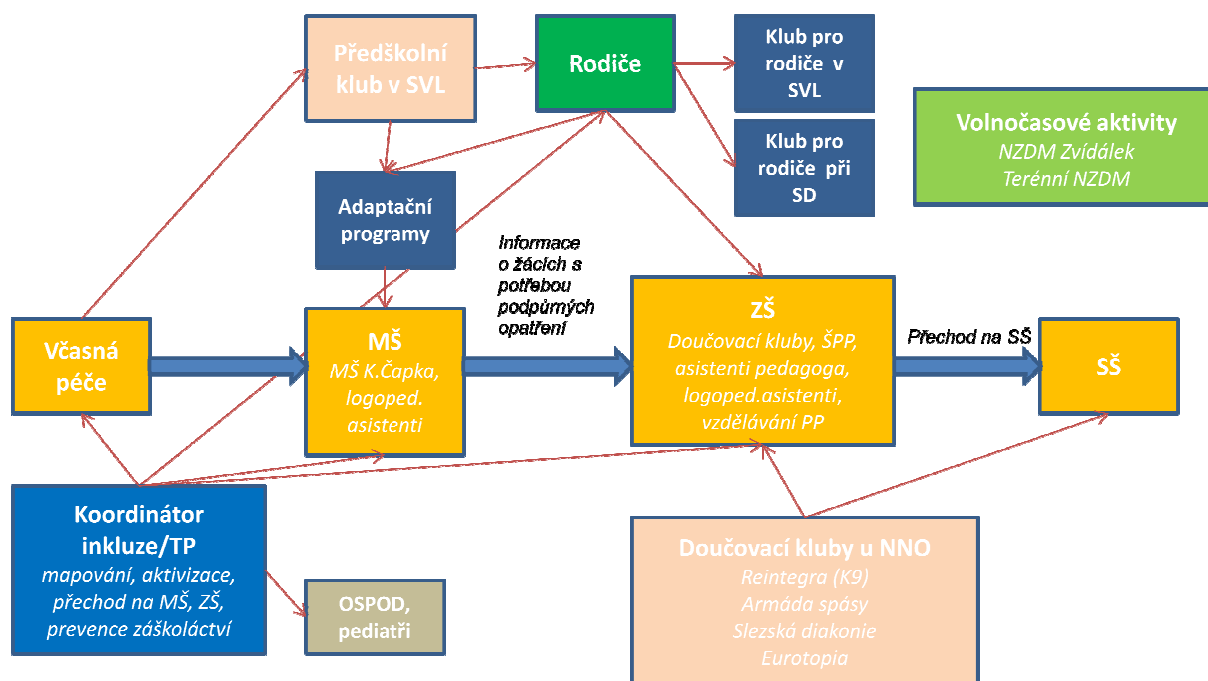 Předškolní
klub v SVL
Rodiče
Klub pro
rodiče v
SVL
Klub pro
rodiče při
SD
Volnočasové aktivity
NZDM Zvídálek
Terénní NZDM
Adaptační
programy
Informace
o žácích s
potřebou
podpůrných
opatření
Včasná
péče
MŠ
MŠ K.Čapka,
logoped.
asistenti
ZŠ
Doučovací kluby, ŠPP,
asistenti pedagoga,
logoped.asistenti,
vzdělávání PP
Přechod na SŠ
SŠ
Koordinátor
inkluze/TP
mapování, aktivizace,
přechod na MŠ, ZŠ,
prevence záškoláctví
OSPOD,
pediatři
Doučovací kluby u NNO
Reintegra (K9)
Armáda spásy
Slezská diakonie
Eurotopia